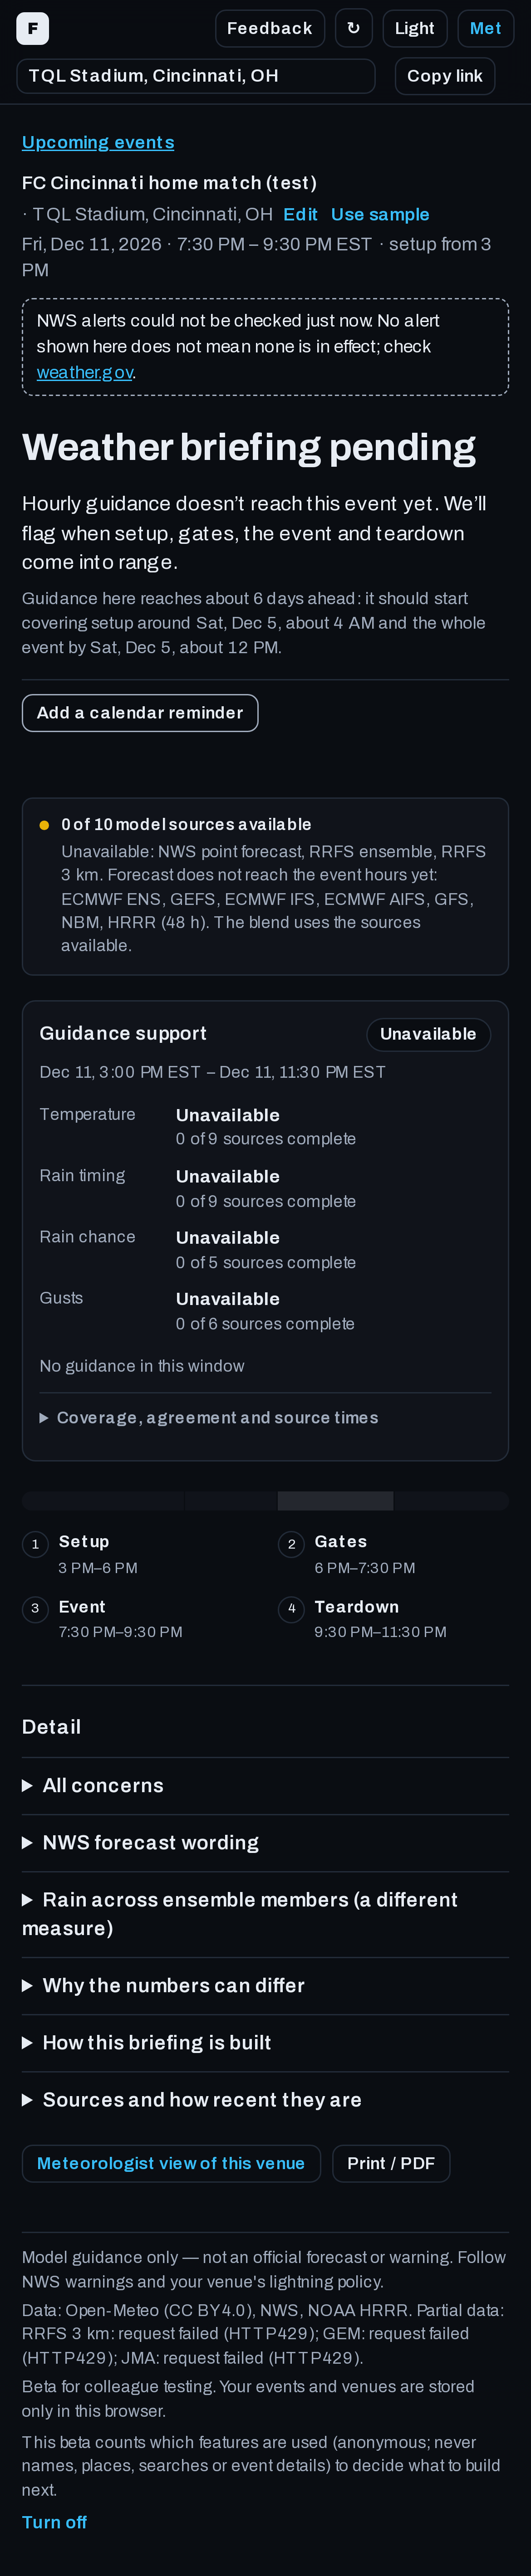 F
Feedback
↻
Light
Met
TQL Stadium, Cincinnati, OH
Copy link
Upcoming events
FC Cincinnati home match (test)
· TQL Stadium, Cincinnati, OH Edit Use sample
Fri, Dec 11, 2026 · 7:30 PM – 9:30 PM EST · setup from 3
PM
NWS alerts could not be checked just now. No alert
shown here does not mean none is in effect; check
weather.gov.
Weather briefing pending
Hourly guidance doesn't reach this event yet. We'll
flag when setup, gates, the event and teardown
come into range.
Guidance here reaches about 6 days ahead: it should start
covering setup around Sat, Dec 5, about 4 AM and the whole
event by Sat, Dec 5, about 12 PM.
Add a calendar reminder
0 of 10 model sources available
Unavailable: NWS point forecast, RRFS ensemble, RRFS
3 km. Forecast does not reach the event hours yet:
ECMWF ENS, GEFS, ECMWF IFS, ECMWF AIFS, GFS,
NBM, HRRR (48 h). The blend uses the sources
available.
Guidance support
Unavailable
Dec 11, 3:00 PM EST – Dec 11, 11:30 PM EST
Temperature
Unavailable
0 of 9 sources complete
Rain timing
Unavailable
0 of 9 sources complete
Rain chance
Unavailable
0 of 5 sources complete
Gusts
Unavailable
0 of 6 sources complete
No guidance in this window
▶ Coverage, agreement and source times
1 Setup
3 PM–6 PM
2 Gates
6 PM–7:30 PM
3 Event
7:30 PM–9:30 PM
4 Teardown
9:30 PM–11:30 PM
Detail
▶ All concerns
▶ NWS forecast wording
▶ Rain across ensemble members (a different
measure)
▶ Why the numbers can differ
▶ How this briefing is built
▶ Sources and how recent they are
Meteorologist view of this venue
Print / PDF
Model guidance only — not an official forecast or warning. Follow
NWS warnings and your venue's lightning policy.
Data: Open-Meteo (CC BY 4.0), NWS, NOAA HRRR. Partial data:
RRFS 3 km: request failed (HTTP 429); GEM: request failed
(HTTP 429); JMA: request failed (HTTP 429).
Beta for colleague testing. Your events and venues are stored
only in this browser.
This beta counts which features are used (anonymous; never
names, places, searches or event details) to decide what to build
next.
Turn off